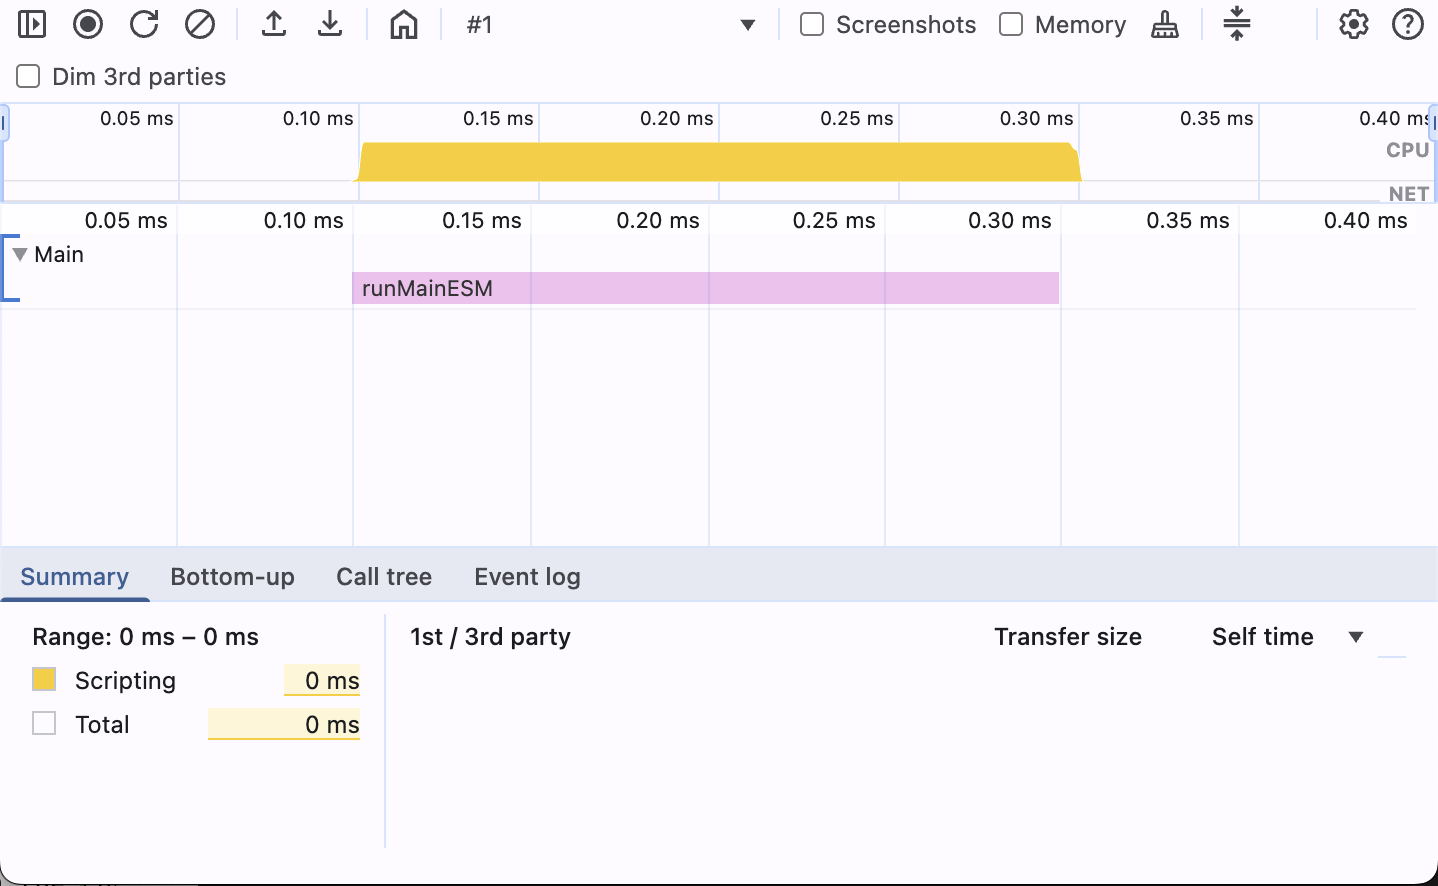 #1 Screenshots Memory
Dim 3rd parties
0.05 ms 0.10 ms 0.15 ms 0.20 ms 0.25 ms 0.30 ms 0.35 ms 0.40 ms
CPU
NET
0.05 ms 0.10 ms 0.15 ms 0.20 ms 0.25 ms 0.30 ms 0.35 ms 0.40 ms
Main
runMainESM
Summary Bottom-up Call tree Event log
Range: 0 ms – 0 ms 1st / 3rd party Transfer size Self time
Scripting 0 ms
Total 0 ms